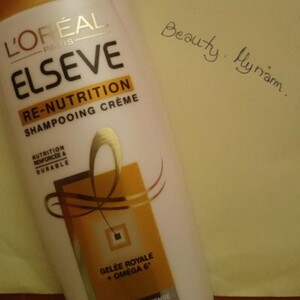 L'ORÉAL
PARIS
ELSEVE
RE-NUTRITION
SHAMPOOING CRÈME
NUTRITION
RENFORCÉE &
DURABLE
GELÉE ROYALE
+ OMÉGA 6*
Beauty. Myriam.